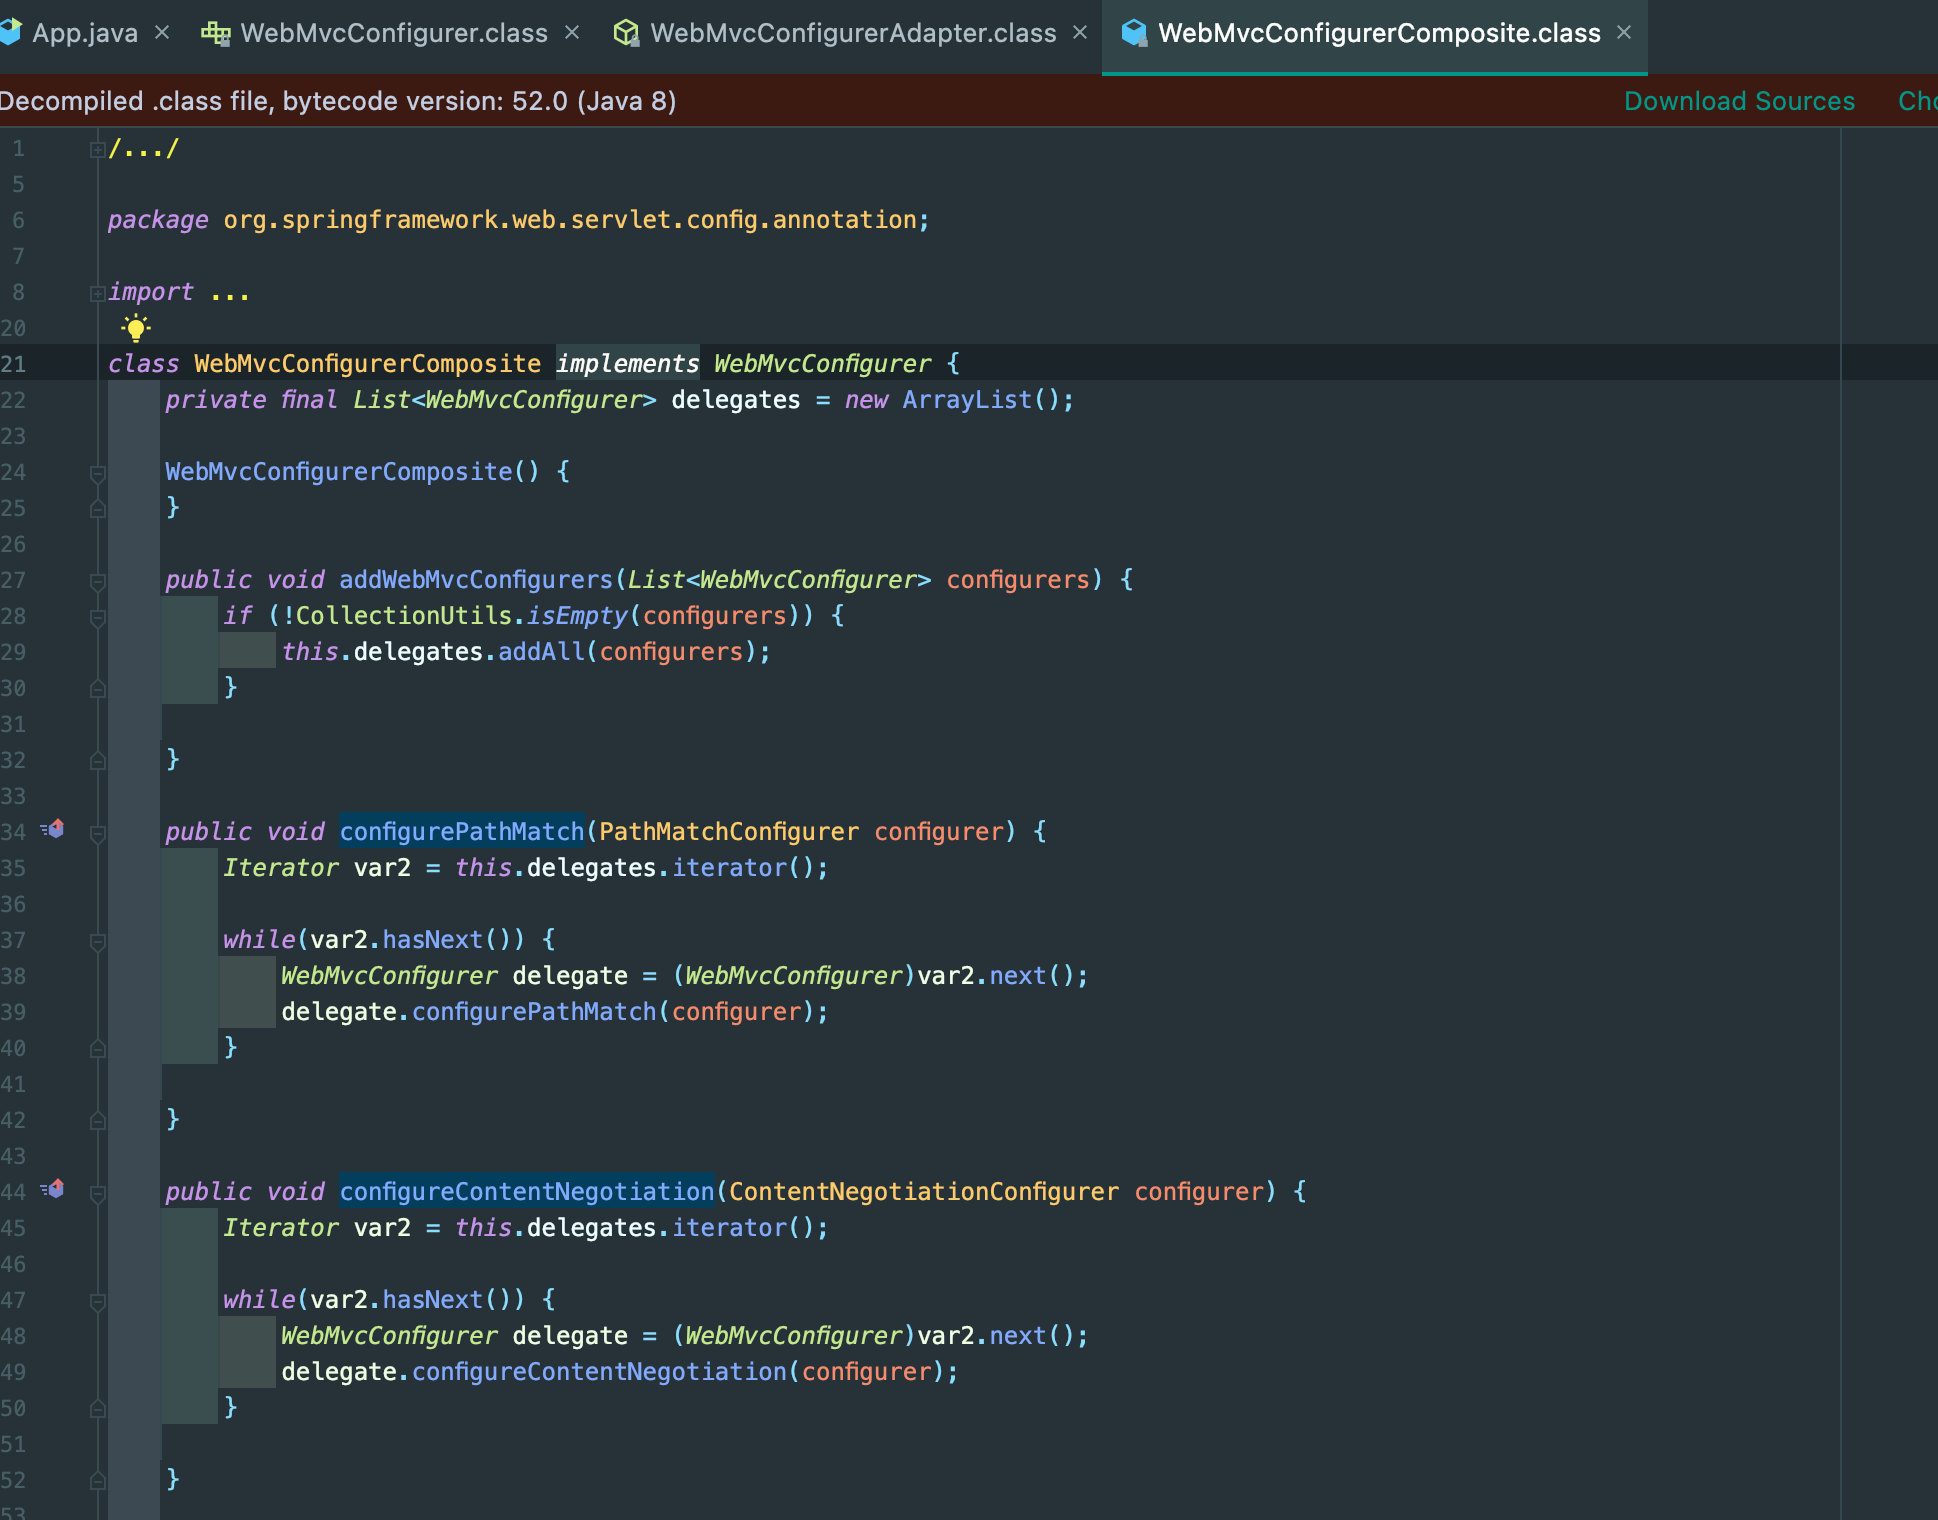 App.java × WebMvcConfigurer.class × WebMvcConfigurerAdapter.class × WebMvcConfigurerComposite.class ×
Decompiled .class file, bytecode version: 52.0 (Java 8) Download Sources
1 /.../
5
6 package org.springframework.web.servlet.config.annotation;
7
8 import ...
20
21 class WebMvcConfigurerComposite implements WebMvcConfigurer {
22 private final List<WebMvcConfigurer> delegates = new ArrayList();
23
24 WebMvcConfigurerComposite() {
25 }
26
27 public void addWebMvcConfigurers(List<WebMvcConfigurer> configurers) {
28 if (!CollectionUtils.isEmpty(configurers)) {
29 this.delegates.addAll(configurers);
30 }
31
32 }
33
34 public void configurePathMatch(PathMatchConfigurer configurer) {
35 Iterator var2 = this.delegates.iterator();
36
37 while(var2.hasNext()) {
38 WebMvcConfigurer delegate = (WebMvcConfigurer)var2.next();
39 delegate.configurePathMatch(configurer);
40 }
41
42 }
43
44 public void configureContentNegotiation(ContentNegotiationConfigurer configurer) {
45 Iterator var2 = this.delegates.iterator();
46
47 while(var2.hasNext()) {
48 WebMvcConfigurer delegate = (WebMvcConfigurer)var2.next();
49 delegate.configureContentNegotiation(configurer);
50 }
51
52 }
53